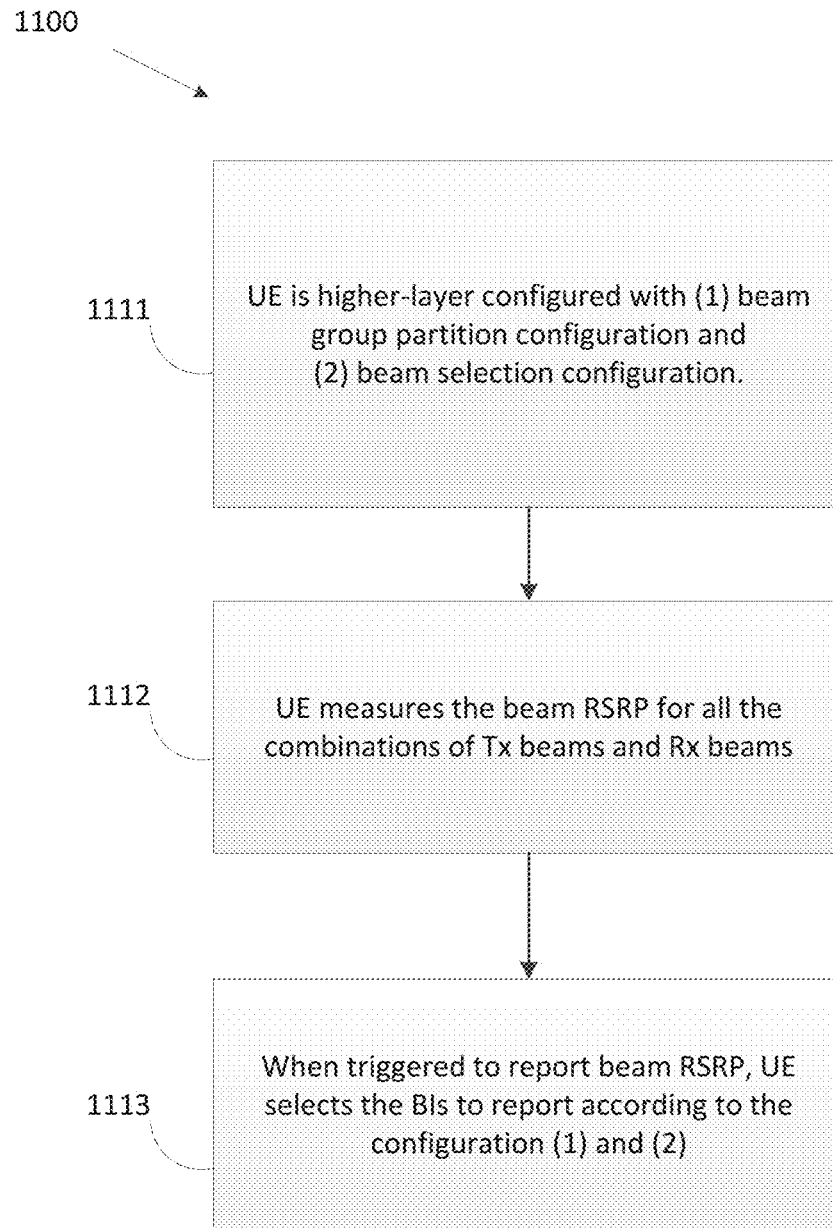 1100
1111
UE is higher-layer configured with (1) beam
group partition configuration and
(2) beam selection configuration.
1112
UE measures the beam RSRP for all the
combinations of Tx beams and Rx beams
1113
When triggered to report beam RSRP, UE
selects the BIs to report according to the
configuration (1) and (2)